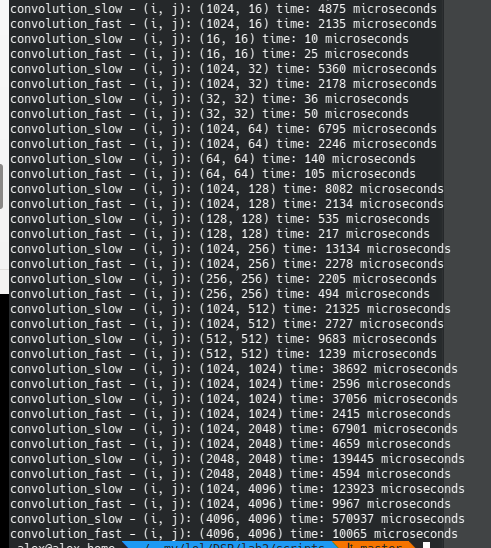 convolution_slow - (i, j): (1024, 16) time: 4875 microseconds
convolution_fast - (i, j): (1024, 16) time: 2135 microseconds
convolution_slow - (i, j): (16, 16) time: 10 microseconds
convolution_fast - (i, j): (16, 16) time: 25 microseconds
convolution_slow - (i, j): (1024, 32) time: 5360 microseconds
convolution_fast - (i, j): (1024, 32) time: 2178 microseconds
convolution_slow - (i, j): (32, 32) time: 36 microseconds
convolution_fast - (i, j): (32, 32) time: 50 microseconds
convolution_slow - (i, j): (1024, 64) time: 6795 microseconds
convolution_fast - (i, j): (1024, 64) time: 2246 microseconds
convolution_slow - (i, j): (64, 64) time: 140 microseconds
convolution_fast - (i, j): (64, 64) time: 105 microseconds
convolution_slow - (i, j): (1024, 128) time: 8082 microseconds
convolution_fast - (i, j): (1024, 128) time: 2134 microseconds
convolution_slow - (i, j): (128, 128) time: 535 microseconds
convolution_fast - (i, j): (128, 128) time: 217 microseconds
convolution_slow - (i, j): (1024, 256) time: 13134 microseconds
convolution_fast - (i, j): (1024, 256) time: 2278 microseconds
convolution_slow - (i, j): (256, 256) time: 2205 microseconds
convolution_fast - (i, j): (256, 256) time: 494 microseconds
convolution_slow - (i, j): (1024, 512) time: 21325 microseconds
convolution_fast - (i, j): (1024, 512) time: 2727 microseconds
convolution_slow - (i, j): (512, 512) time: 9683 microseconds
convolution_fast - (i, j): (512, 512) time: 1239 microseconds
convolution_slow - (i, j): (1024, 1024) time: 38692 microseconds
convolution_fast - (i, j): (1024, 1024) time: 2596 microseconds
convolution_slow - (i, j): (1024, 1024) time: 37056 microseconds
convolution_fast - (i, j): (1024, 1024) time: 2415 microseconds
convolution_slow - (i, j): (1024, 2048) time: 67901 microseconds
convolution_fast - (i, j): (1024, 2048) time: 4659 microseconds
convolution_slow - (i, j): (2048, 2048) time: 139445 microseconds
convolution_fast - (i, j): (2048, 2048) time: 4594 microseconds
convolution_slow - (i, j): (1024, 4096) time: 123923 microseconds
convolution_fast - (i, j): (1024, 4096) time: 9967 microseconds
convolution_slow - (i, j): (4096, 4096) time: 570937 microseconds
convolution_fast - (i, j): (4096, 4096) time: 10065 microseconds
master